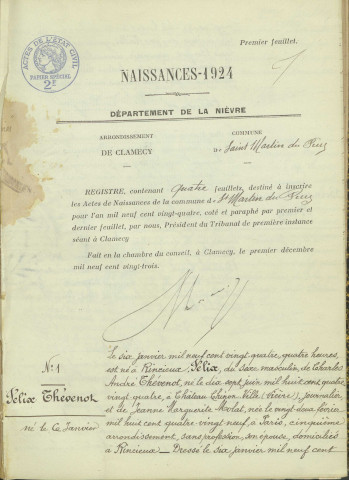 Premier feuillet.
ACTES DE L'ETAT CIVIL
PAPIER SPÉCIAL
2F
NAISSANCES-1924
DÉPARTEMENT DE LA NIÈVRE
ARRONDISSEMENT
DE CLAMECY
COMMUNE
De Saint Martin du Puy
REGISTRE, contenant quatre feuillets, destiné à inscrire
les Actes de Naissances de la commune de St Martin du Puy
pour l'an mil neuf cent vingt-quatre, coté et paraphé par premier et
dernier feuillet, par nous, Président du Tribunal de première instance
séant à Clamecy
Fait en la chambre du conseil, à Clamecy, le premier décembre
mil neuf cent vingt-trois.
No 1
Félix Thévenot
né le 6 Janvier
Le six janvier mil neuf cent vingt quatre, quatre heures,
est né à Rincieux, Félix, du sexe masculin, de Charles
André Thévenot, né le dix sept juin mil huit cent quatre
vingt quatre, à Château Chinon Ville (Nièvre), journalier
et de Jeanne Marguerite, née le vingt deux février
mil huit cent quatre vingt neuf à Paris, cinquième
arrondissement, sans profession, son épouse, domiciliés
à Rincieux. — Dressé le six janvier mil neuf cent